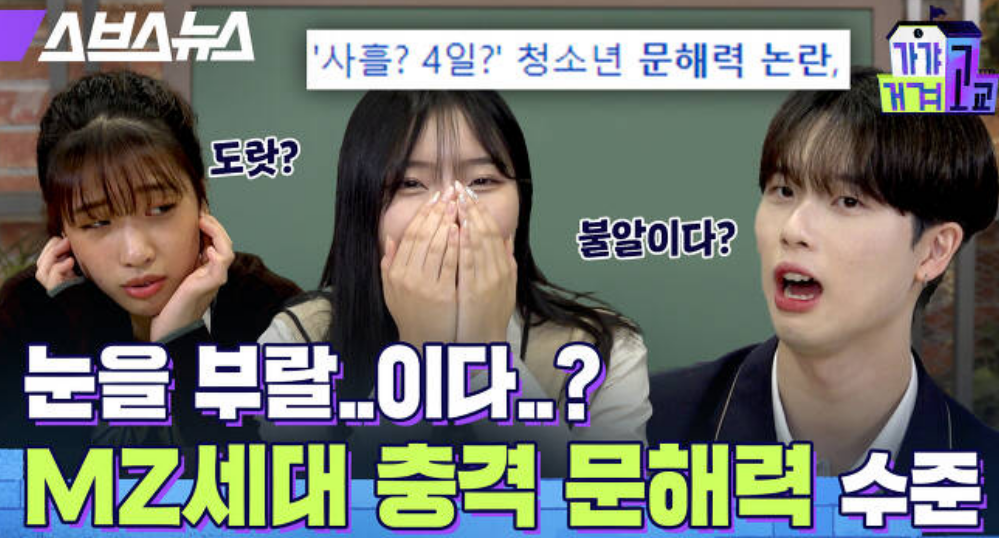 스브스뉴스
'사흘? 4일?' 청소년 문해력 논란,
가갸
거겨
고교
도랏?
불알이다?
눈을 부랄..이다..?
MZ세대 충격 문해력 수준